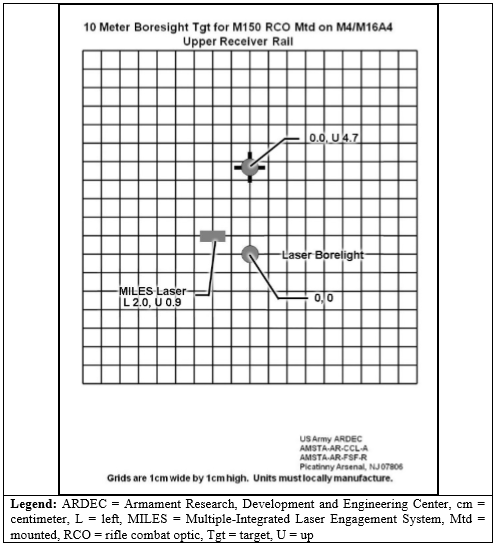 10 Meter Boresight Tgt for M150 RCO Mtd on M4/M16A4
Upper Receiver Rail
0.0, U 4.7
Laser Borelight
MILES Laser
L 2.0, U 0.9
0, 0
US Army ARDEC
AMSTA-AR-CCL-A
AMSTA-AR-FSF-R
Picatinny Arsenal, NJ 07806
Grids are 1cm wide by 1cm high. Units must locally manufacture.
Legend: ARDEC = Armament Research, Development and Engineering Center, cm =
centimeter, L = left, MILES = Multiple-Integrated Laser Engagement System, Mtd =
mounted, RCO = rifle combat optic, Tgt = target, U = up